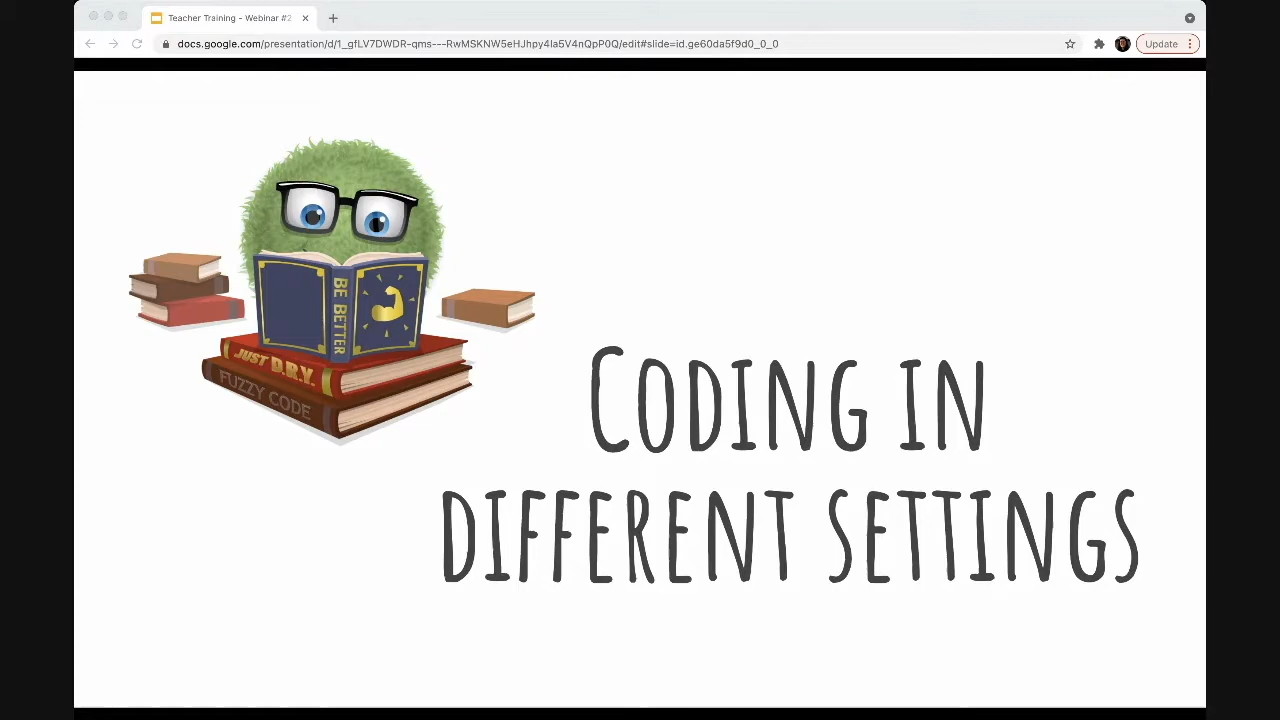 Teacher Training - Webinar #2
docs.google.com/presentation/d/1_gfLV7DWDR-qms---RwMSKNW5eHJhpy4Ia5V4nQpP0Q/edit#slide=id.ge60da5f9d0_0_0
Update
BE BETTER
JUST D.R.Y.
FUZZY CODE
CODING IN
DIFFERENT SETTINGS